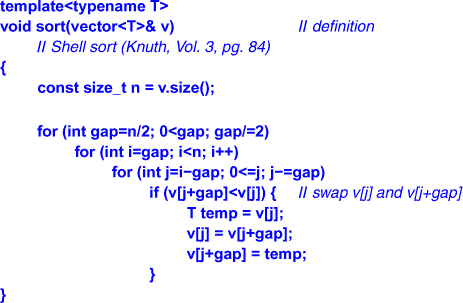 template<typename T>
void sort(vector<T>& v) // definition
// Shell sort (Knuth, Vol. 3, pg. 84)
{
const size_t n = v.size();
for (int gap=n/2; 0<gap; gap/=2)
for (int i=gap; i<n; i++)
for (int j=i−gap; 0<=j; j−=gap)
if (v[j+gap]<v[j]) { // swap v[j] and v[j+gap]
T temp = v[j];
v[j] = v[j+gap];
v[j+gap] = temp;
}
}